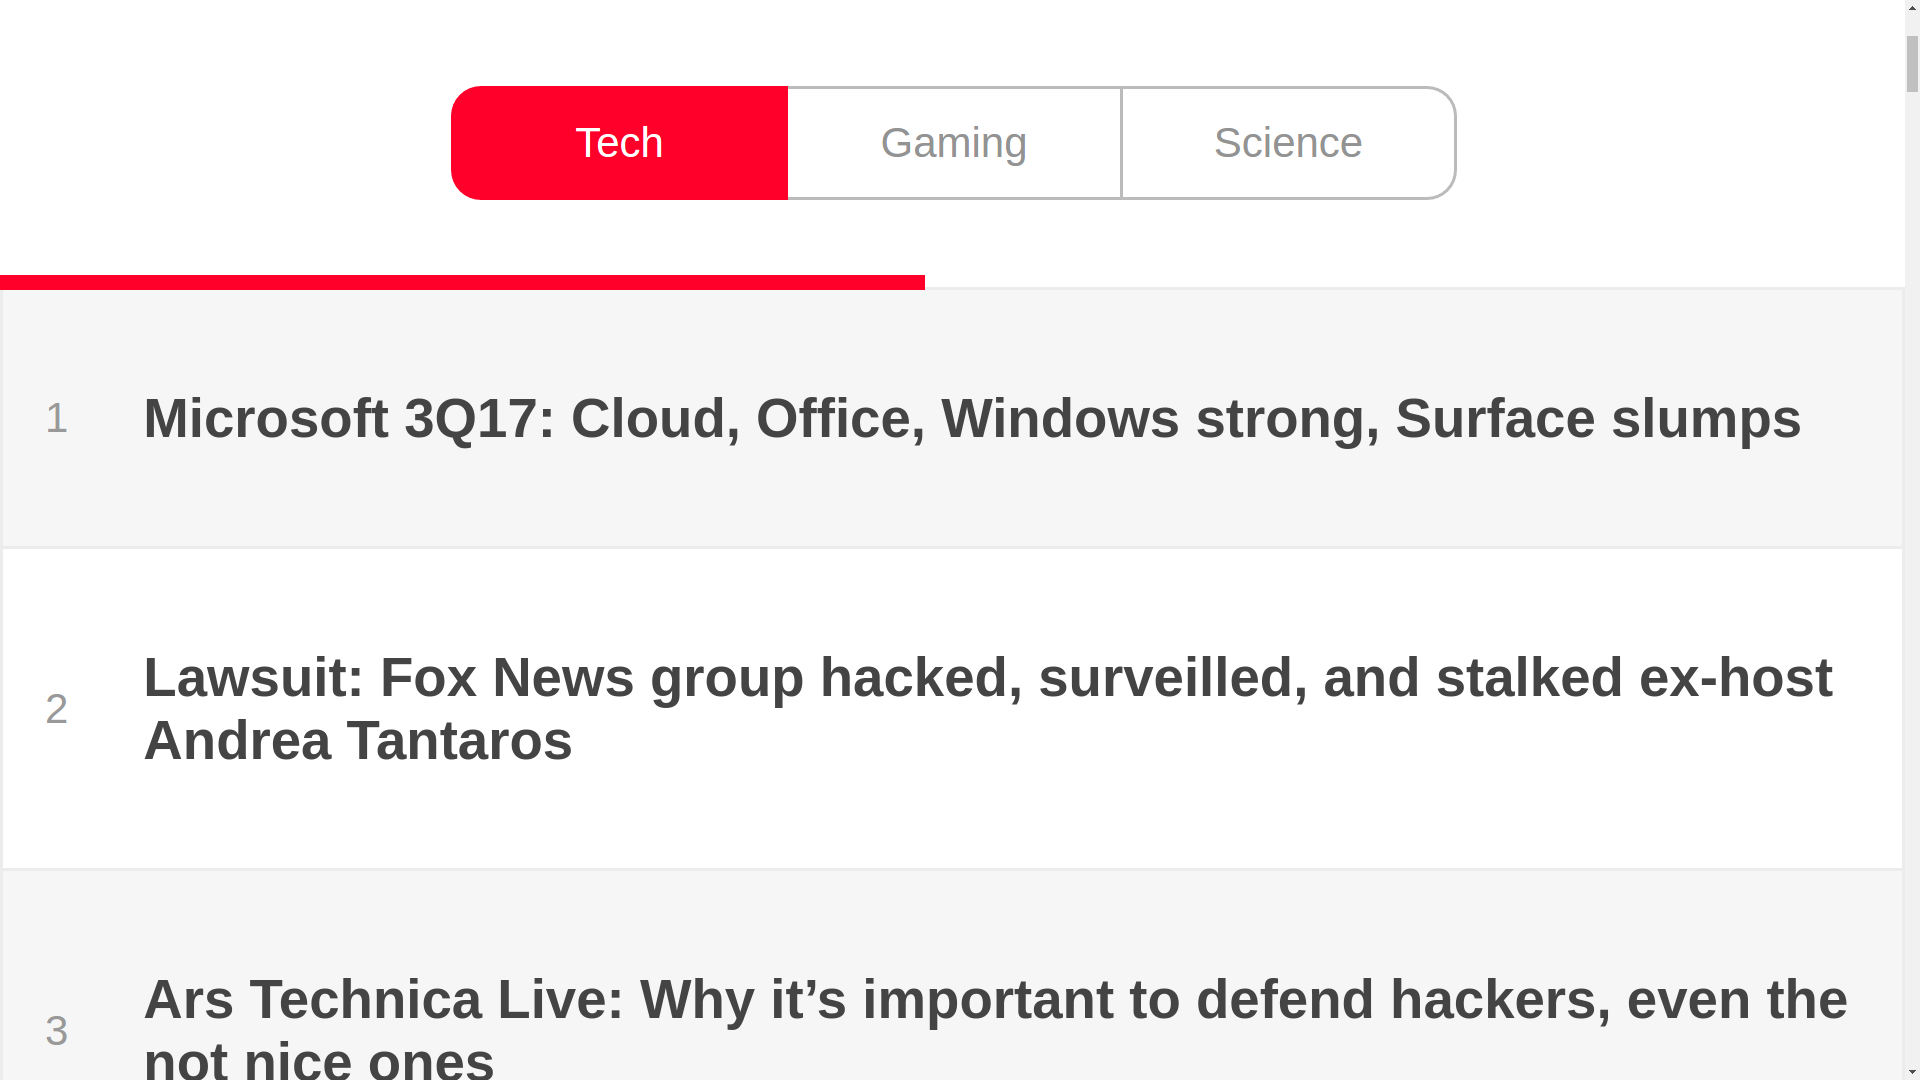 Tech
Gaming
Science
1
Microsoft 3Q17: Cloud, Office, Windows strong, Surface slumps
2
Lawsuit: Fox News group hacked, surveilled, and stalked ex-host
Andrea Tantaros
3
Ars Technica Live: Why it’s important to defend hackers, even the
not nice ones